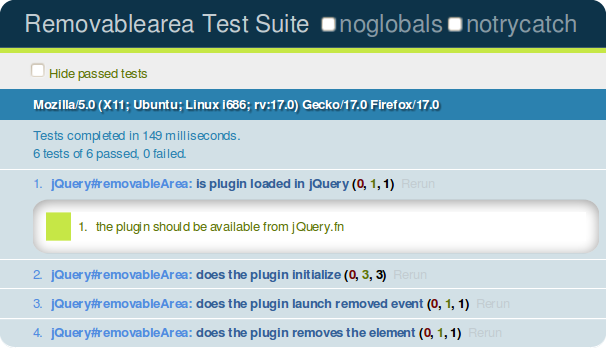 Removablearea Test Suite noglobals notrycatch
Hide passed tests
Mozilla/5.0 (X11; Ubuntu; Linux i686; rv:17.0) Gecko/17.0 Firefox/17.0
Tests completed in 149 milliseconds.
6 tests of 6 passed, 0 failed.
1. jQuery#removableArea: is plugin loaded in jQuery (0, 1, 1) Rerun
1. the plugin should be available from jQuery.fn
2. jQuery#removableArea: does the plugin initialize (0, 3, 3) Rerun
3. jQuery#removableArea: does the plugin launch removed event (0, 1, 1) Rerun
4. jQuery#removableArea: does the plugin removes the element (0, 1, 1) Rerun